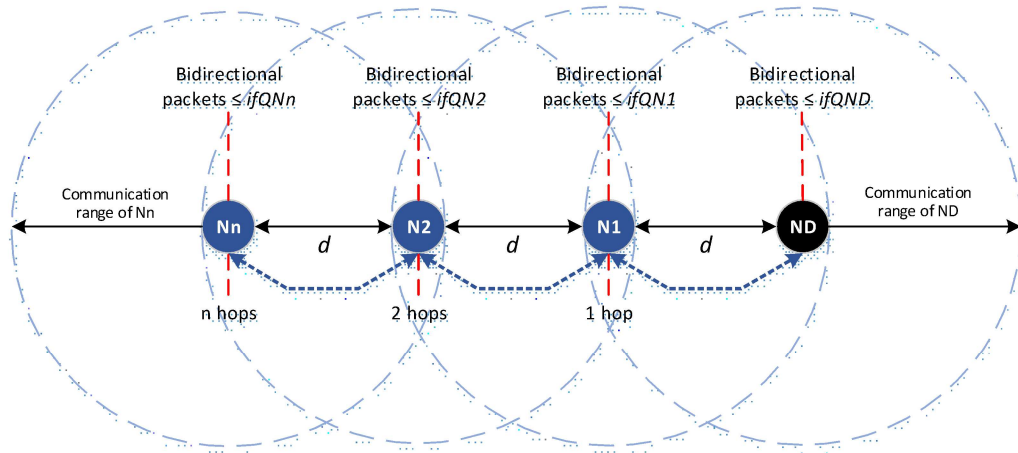 Bidirectional
packets ≤ ifQNn
Bidirectional
packets ≤ ifQN2
Bidirectional
packets ≤ ifQN1
Bidirectional
packets ≤ ifQND
Communication
range of Nn
Nn
N2
N1
ND
Communication
range of ND
d
d
d
n hops
2 hops
1 hop